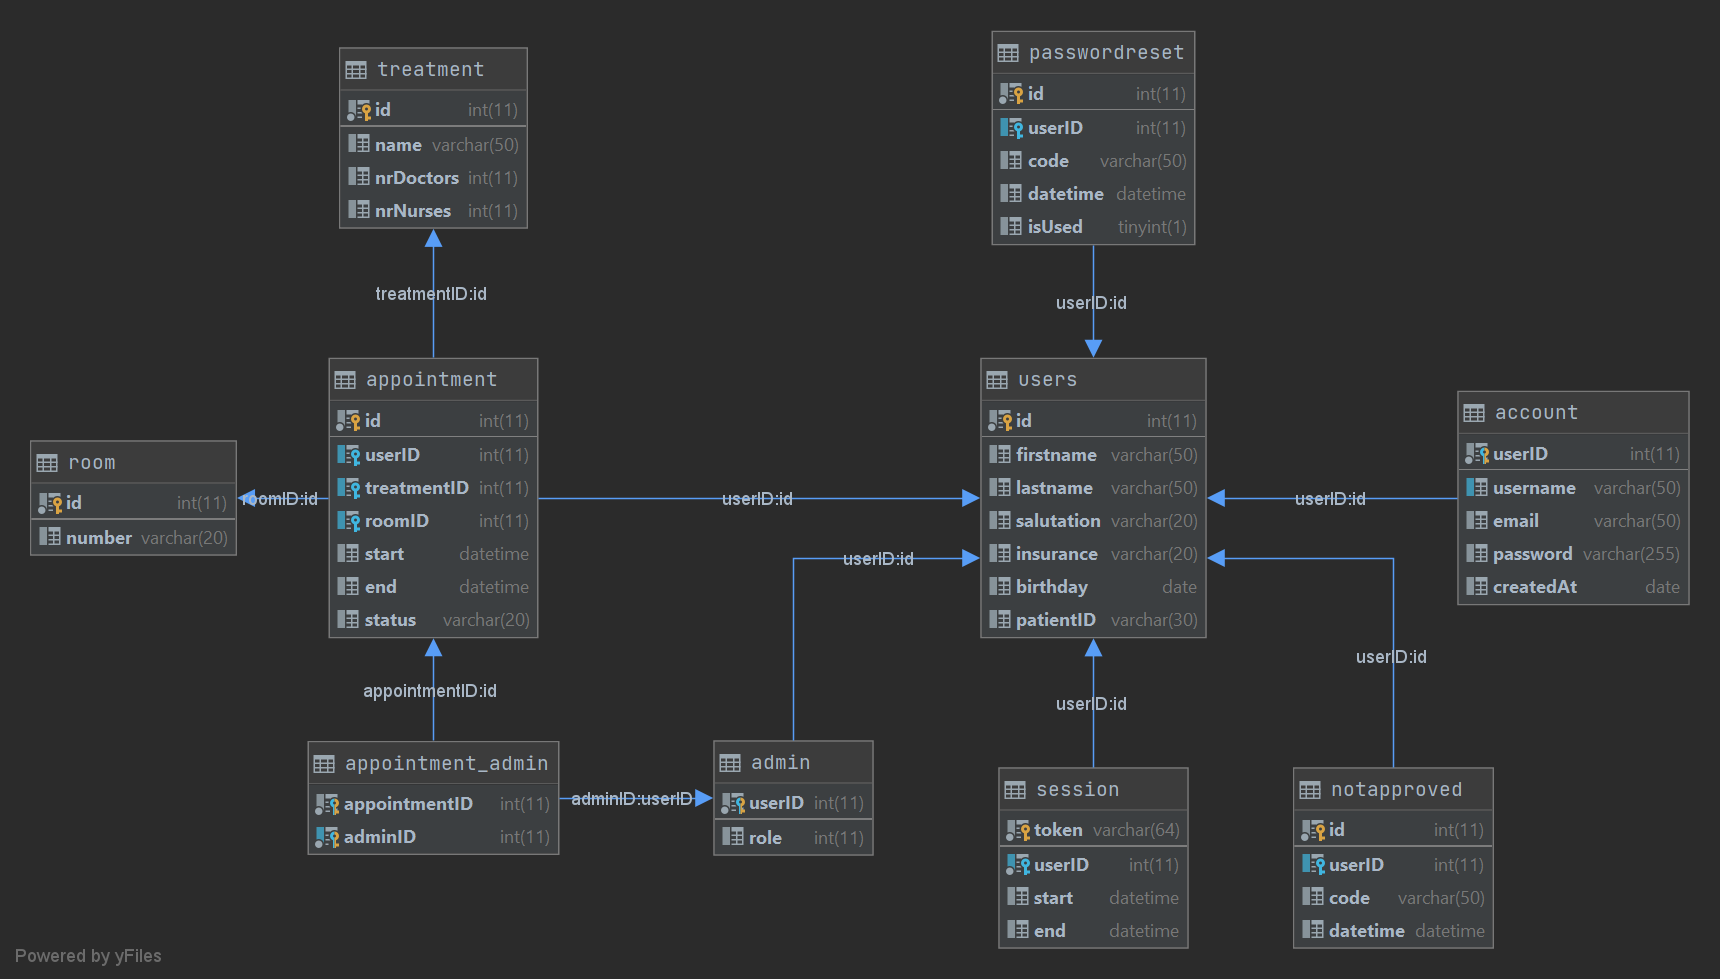 treatment
id int(11)
name varchar(50)
nrDoctors int(11)
nrNurses int(11)
treatmentID:id
passwordreset
id int(11)
userID int(11)
code varchar(50)
datetime datetime
isUsed tinyint(1)
userID:id
appointment
id int(11)
userID int(11)
treatmentID int(11)
roomID int(11)
start datetime
end datetime
status varchar(20)
room
id int(11)
number varchar(20)
roomID:id
userID:id
users
id int(11)
firstname varchar(50)
lastname varchar(50)
salutation varchar(20)
insurance varchar(20)
birthday date
patientID varchar(30)
userID:id
account
userID int(11)
username varchar(50)
email varchar(50)
password varchar(255)
createdAt date
userID:id
userID:id
appointmentID:id
userID:id
appointment_admin
appointmentID int(11)
adminID int(11)
adminID:userID
admin
userID int(11)
role int(11)
session
token varchar(64)
userID int(11)
start datetime
end datetime
notapproved
id int(11)
userID int(11)
code varchar(50)
datetime datetime
Powered by yFiles